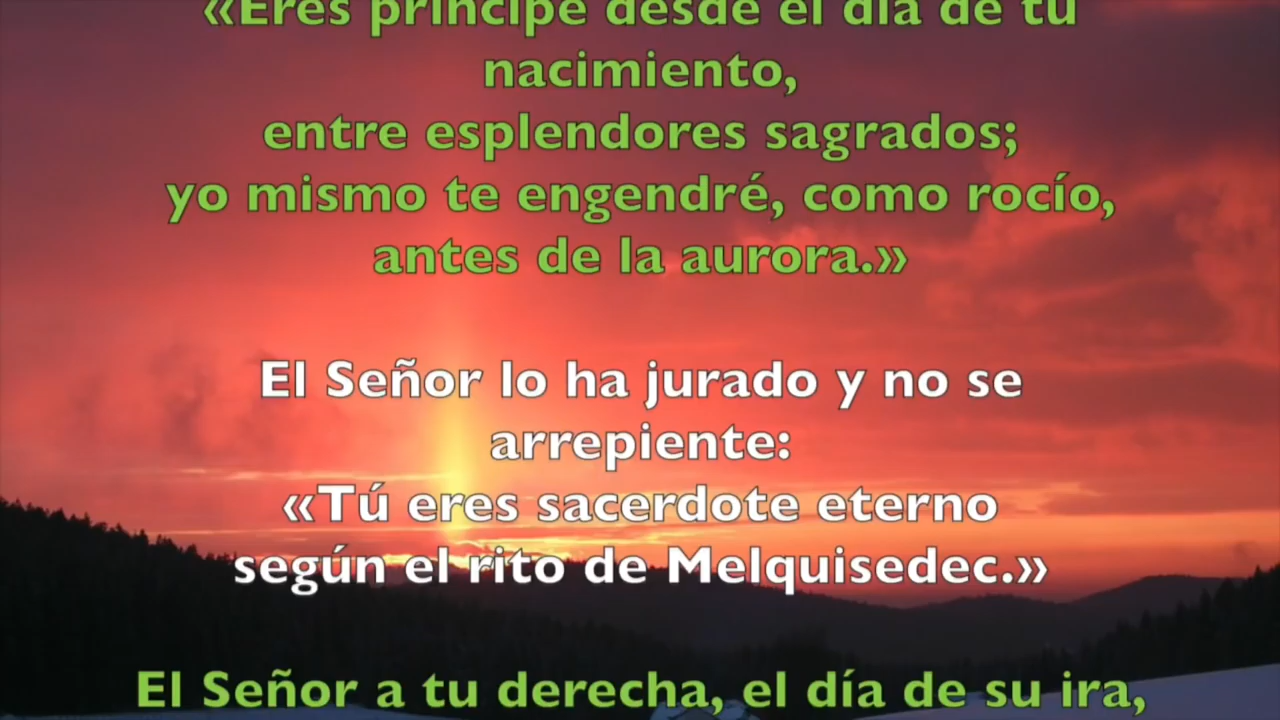 «Eres príncipe desde el día de tu
nacimiento,
entre esplendores sagrados;
yo mismo te engendré, como rocío,
antes de la aurora.»
El Señor lo ha jurado y no se
arrepiente:
«Tú eres sacerdote eterno
según el rito de Melquisedec.»
El Señor a tu derecha, el día de su ira,